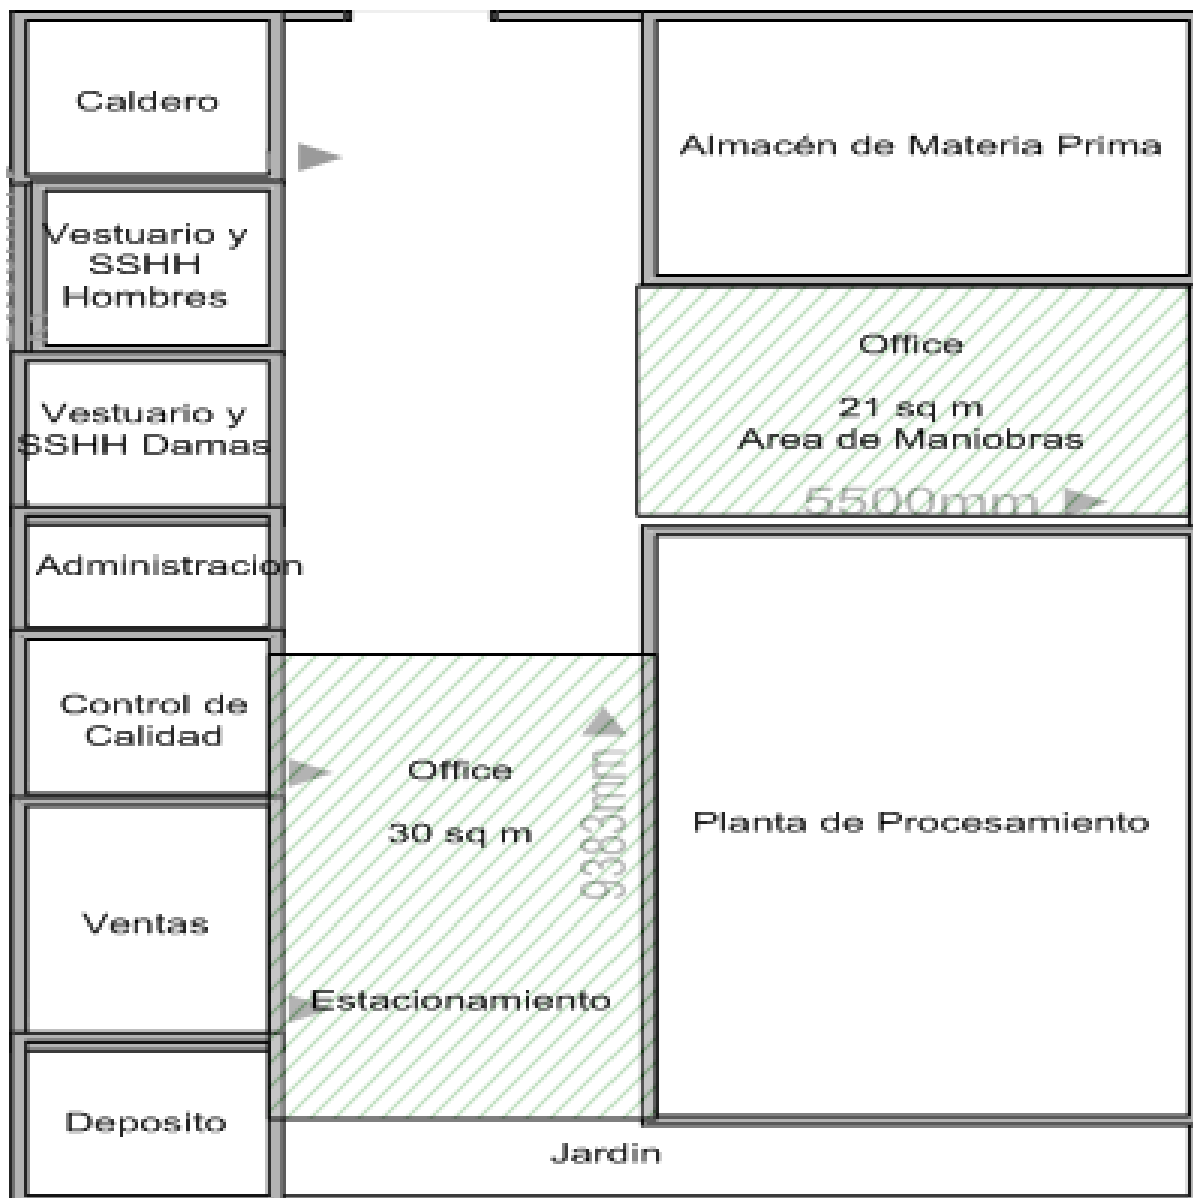 Caldero
Almacén de Materia Prima
Vestuario y
SSHH
Hombres
Office
21 sq m
Area de Maniobras
5500mm
Vestuario y
SSHH Damas
Administracion
Control de
Calidad
Office
30 sq m
9383mm
Planta de Procesamiento
Ventas
Estacionamiento
Deposito
Jardin